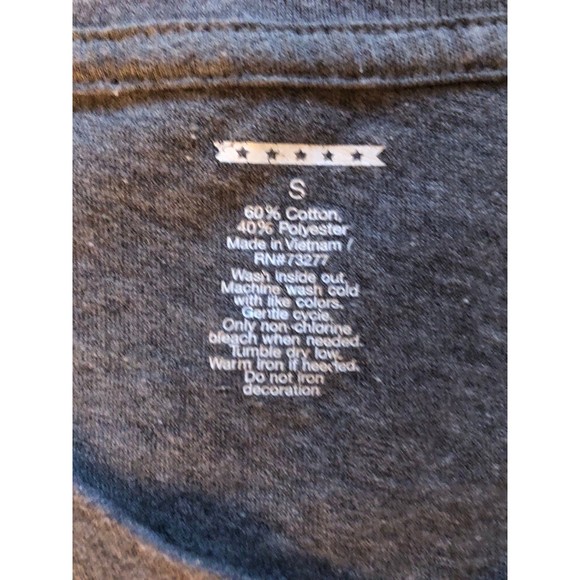 S
60% Cotton,
40% Polyester
Made in Vietnam /
RN#73277
Wash inside out.
Machine wash cold
with like colors.
Gentle cycle.
Only non-chlorine
bleach when needed.
Tumble dry low.
Warm iron if needed.
Do not iron
decoration